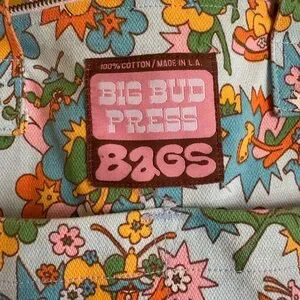 100% COTTON / MADE IN L.A.
BIG BUD
PRESS
BAGS